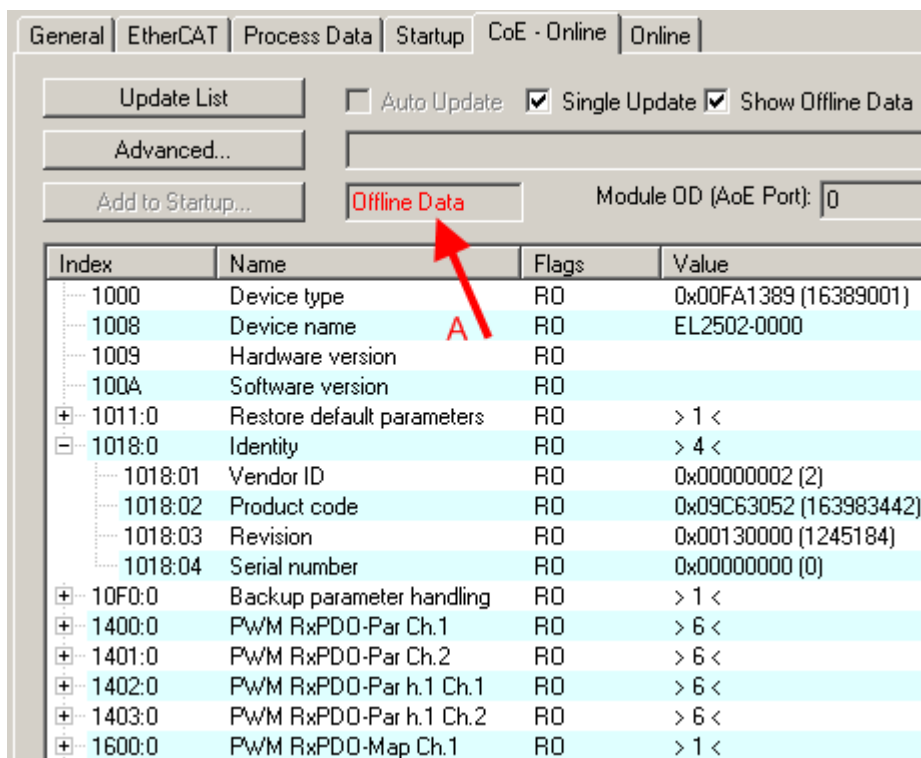 General EtherCAT Process Data Startup CoE - Online Online
Update List Auto Update Single Update Show Offline Data
Advanced...
Add to Startup... Offline Data Module OD (AoE Port): 0
Index Name Flags Value
1000 Device type RO 0x00FA1389 (16389001)
1008 Device name RO EL2502-0000
A
1009 Hardware version RO
100A Software version RO
1011:0 Restore default parameters RO > 1 <
1018:0 Identity RO > 4 <
1018:01 Vendor ID RO 0x00000002 (2)
1018:02 Product code RO 0x09C63052 (163983442)
1018:03 Revision RO 0x00130000 (1245184)
1018:04 Serial number RO 0x00000000 (0)
10F0:0 Backup parameter handling RO > 1 <
1400:0 PWM RxPDO-Par Ch.1 RO > 6 <
1401:0 PWM RxPDO-Par Ch.2 RO > 6 <
1402:0 PWM RxPDO-Par h.1 Ch.1 RO > 6 <
1403:0 PWM RxPDO-Par h.1 Ch.2 RO > 6 <
1600:0 PWM RxPDO-Map Ch.1 RO > 1 <